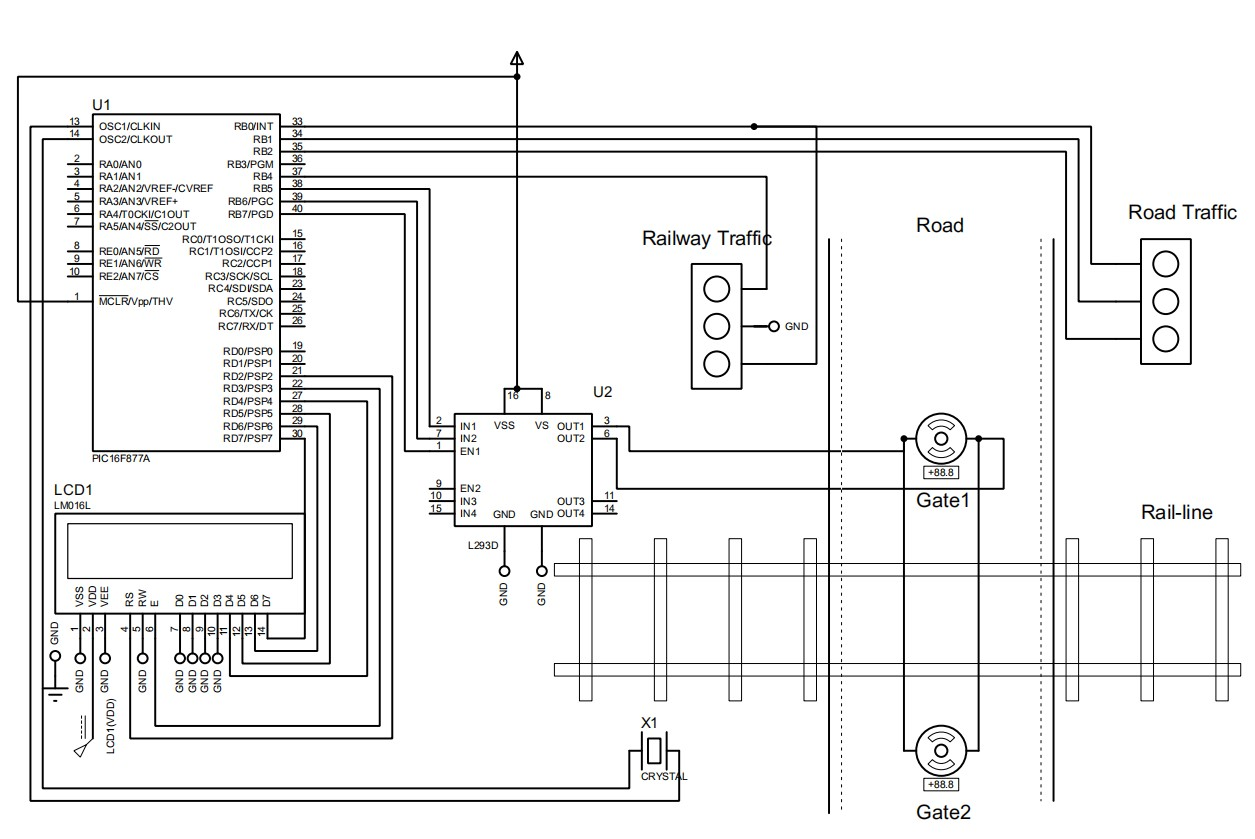 U1
13
OSC1/CLKIN
14
OSC2/CLKOUT
2
RA0/AN0
3
RA1/AN1
4
RA2/AN2/VREF-/CVREF
5
RA3/AN3/VREF+
6
RA4/T0CKI/C1OUT
7
RA5/AN4/SS/C2OUT
8
RE0/AN5/RD
9
RE1/AN6/WR
10
RE2/AN7/CS
1
MCLR/Vpp/THV
RB0/INT
33
RB1
34
RB2
35
RB3/PGM
36
RB4
37
RB5
38
RB6/PGC
39
RB7/PGD
40
RC0/T1OSO/T1CKI
15
RC1/T1OSI/CCP2
16
RC2/CCP1
17
RC3/SCK/SCL
18
RC4/SDI/SDA
23
RC5/SDO
24
RC6/TX/CK
25
RC7/RX/DT
26
RD0/PSP0
19
RD1/PSP1
20
RD2/PSP2
21
RD3/PSP3
22
RD4/PSP4
27
RD5/PSP5
28
RD6/PSP6
29
RD7/PSP7
30
PIC16F877A
LCD1
LM016L
VSS
VDD
VEE
RS
RW
E
D0
D1
D2
D3
D4
D5
D6
D7
1
2
3
4
5
6
7
8
9
10
11
12
13
14
GND
GND
GND
GND
GND
GND
GND
GND
LCD1(VDD)
U2
16
8
VSS
VS
2
IN1
7
IN2
1
EN1
9
EN2
10
IN3
15
IN4
OUT1
3
OUT2
6
OUT3
11
OUT4
14
GND
GND
L293D
GND
GND
X1
CRYSTAL
Railway Traffic
GND
Road
Road Traffic
+88.8
Gate1
Rail-line
+88.8
Gate2